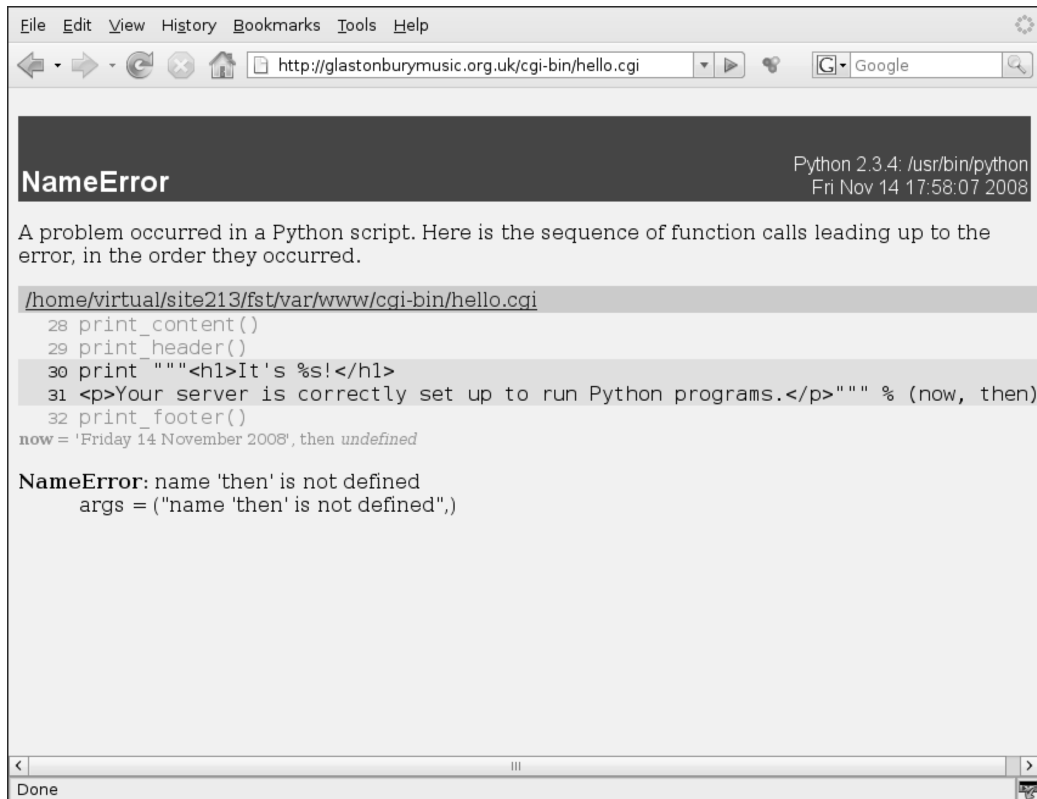 File Edit View History Bookmarks Tools Help
http://glastonburymusic.org.uk/cgi-bin/hello.cgi G Google
Python 2.3.4: /usr/bin/python
NameError Fri Nov 14 17:58:07 2008
A problem occurred in a Python script. Here is the sequence of function calls leading up to the
error, in the order they occurred.
/home/virtual/site213/fst/var/www/cgi-bin/hello.cgi
28 print_content()
29 print_header()
30 print """<h1>It's %s!</h1>
31 <p>Your server is correctly set up to run Python programs.</p>""" % (now, then)
32 print_footer()
now = 'Friday 14 November 2008', then undefined
NameError: name 'then' is not defined
args = ("name 'then' is not defined",)
Done